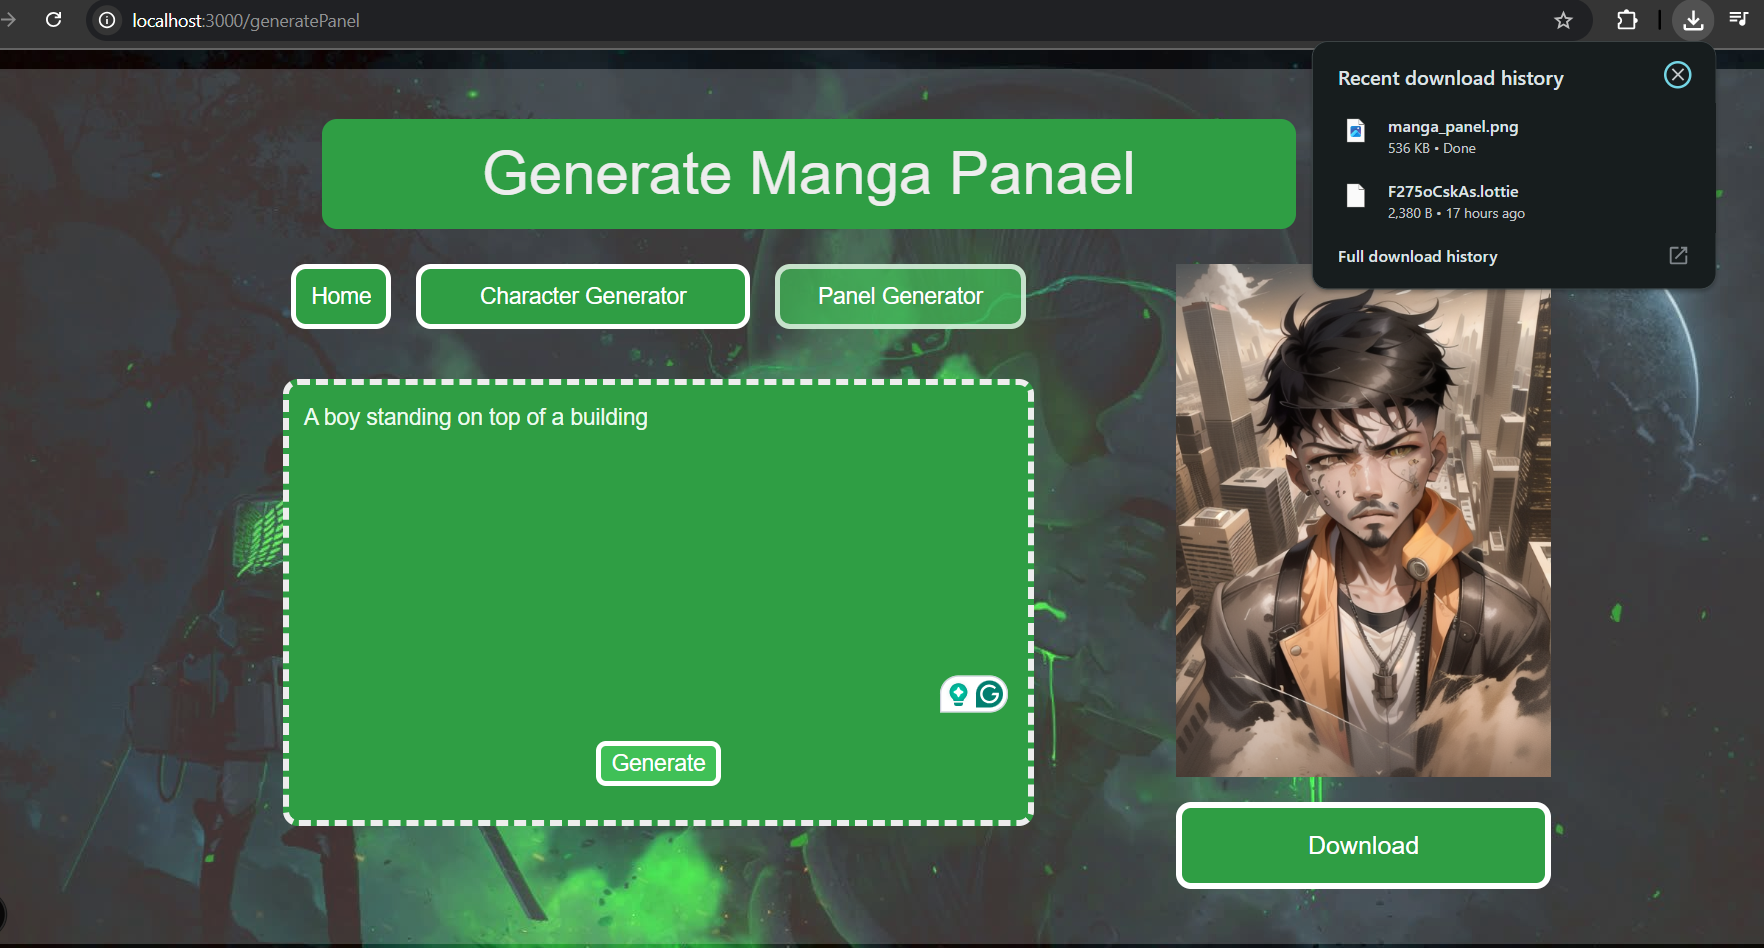 localhost:3000/generatePanel
Recent download history
manga_panel.png
536 KB • Done
F275oCskAs.lottie
2,380 B • 17 hours ago
Full download history
Generate Manga Panael
Home
Character Generator
Panel Generator
A boy standing on top of a building
Generate
Download